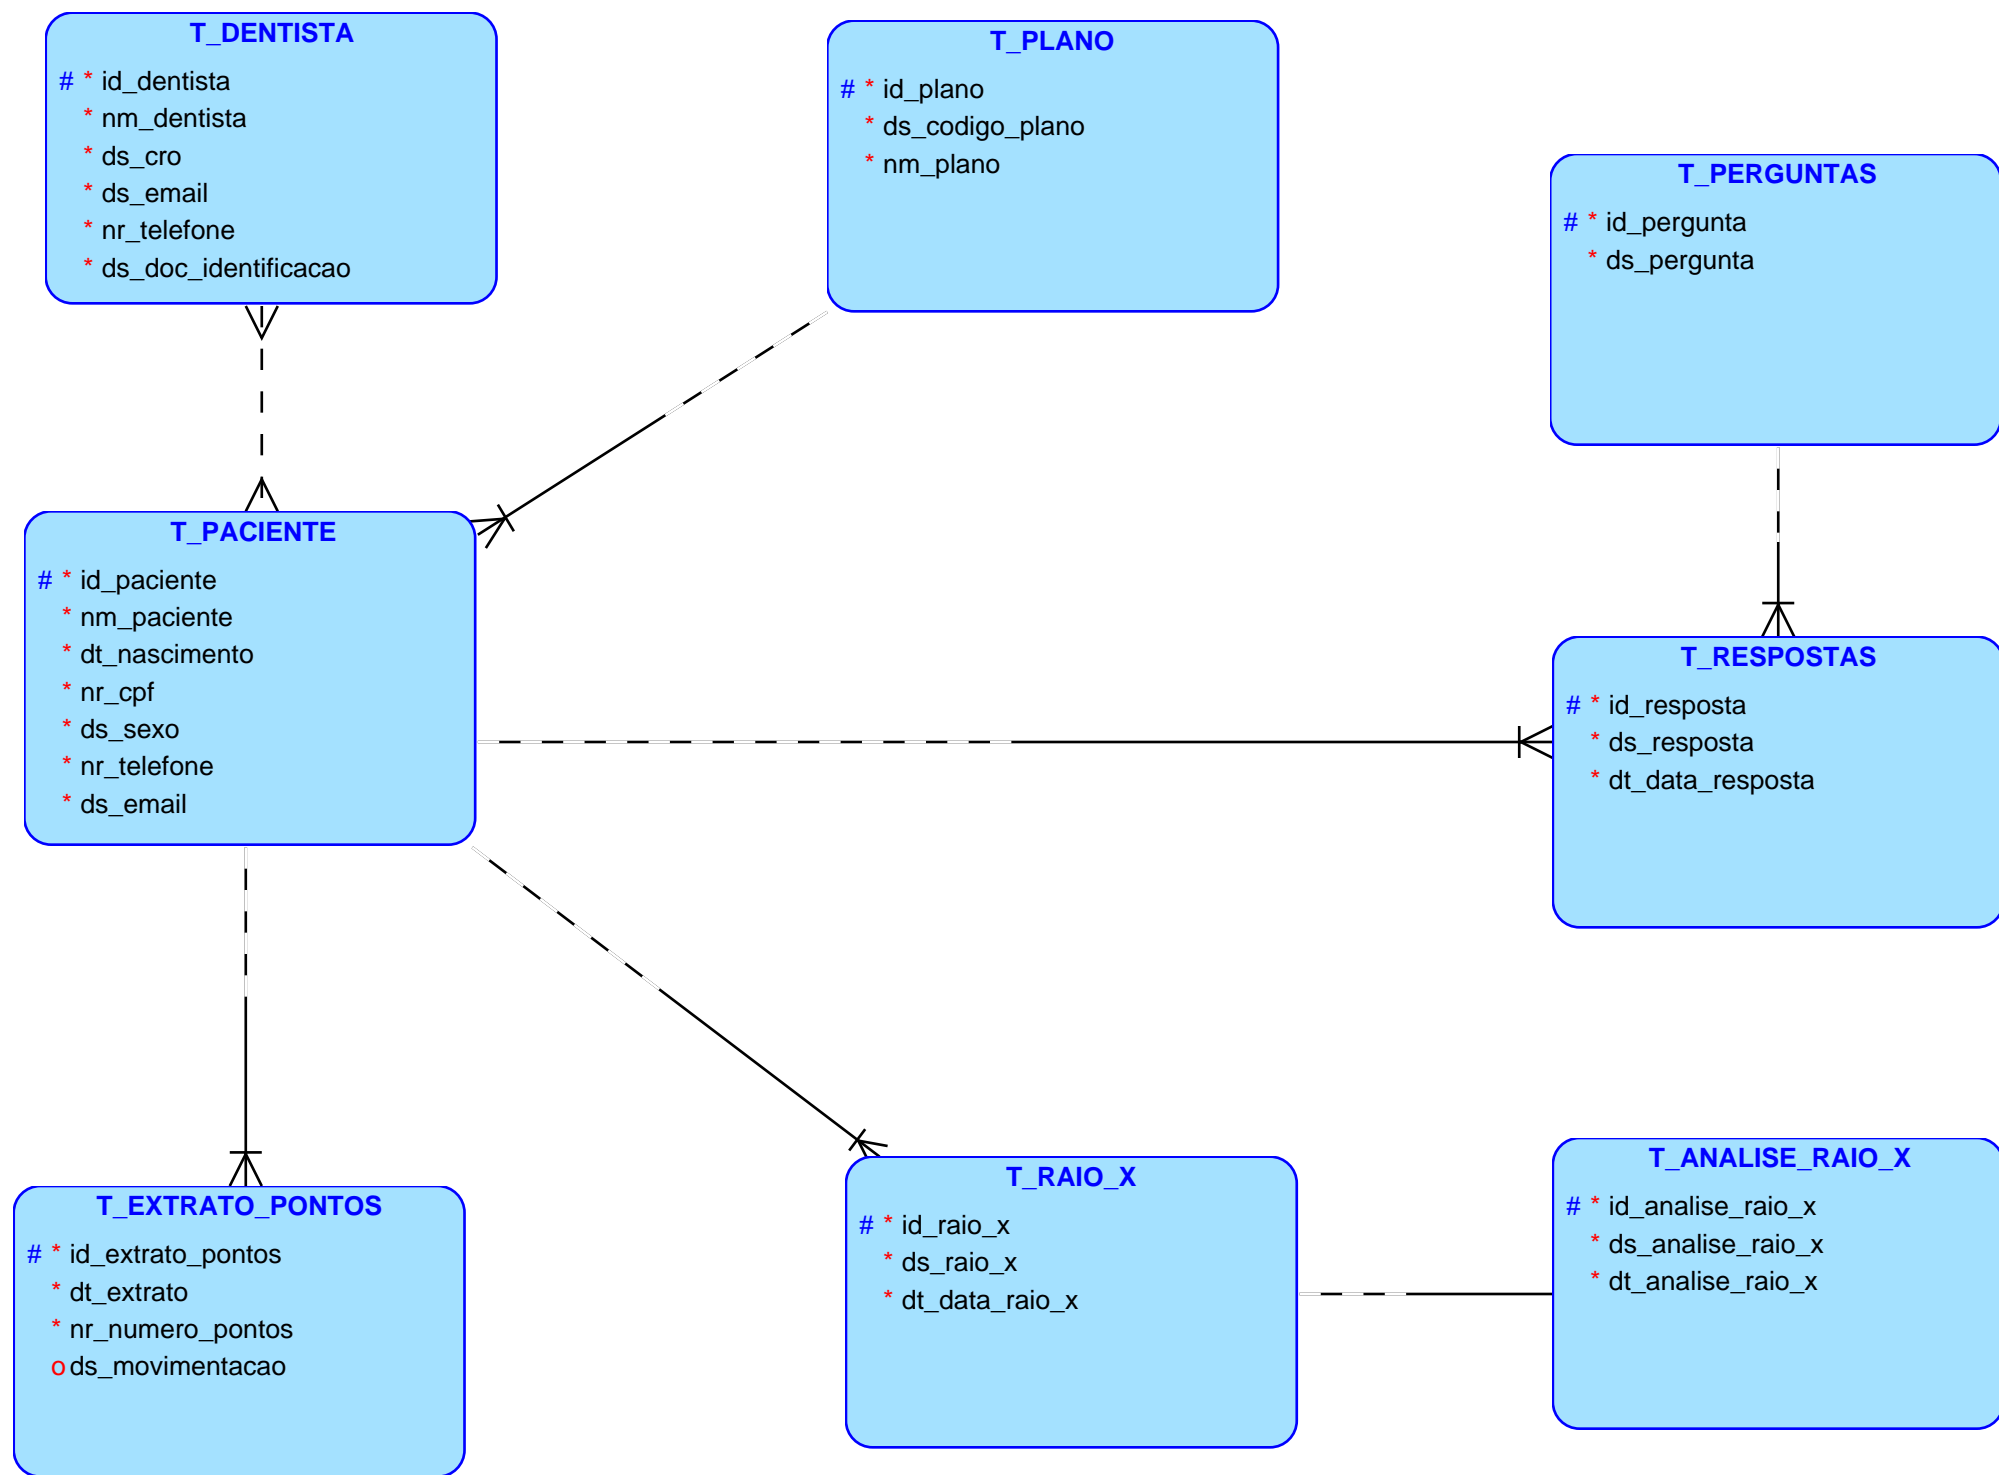 T_DENTISTA
# * id_dentista
* nm_dentista
* ds_cro
* ds_email
* nr_telefone
* ds_doc_identificacao
T_PLANO
# * id_plano
* ds_codigo_plano
* nm_plano
T_PERGUNTAS
# * id_pergunta
* ds_pergunta
T_PACIENTE
# * id_paciente
* nm_paciente
* dt_nascimento
* nr_cpf
* ds_sexo
* nr_telefone
* ds_email
T_RESPOSTAS
# * id_resposta
* ds_resposta
* dt_data_resposta
T_EXTRATO_PONTOS
# * id_extrato_pontos
* dt_extrato
* nr_numero_pontos
o ds_movimentacao
T_RAIO_X
# * id_raio_x
* ds_raio_x
* dt_data_raio_x
T_ANALISE_RAIO_X
# * id_analise_raio_x
* ds_analise_raio_x
* dt_analise_raio_x